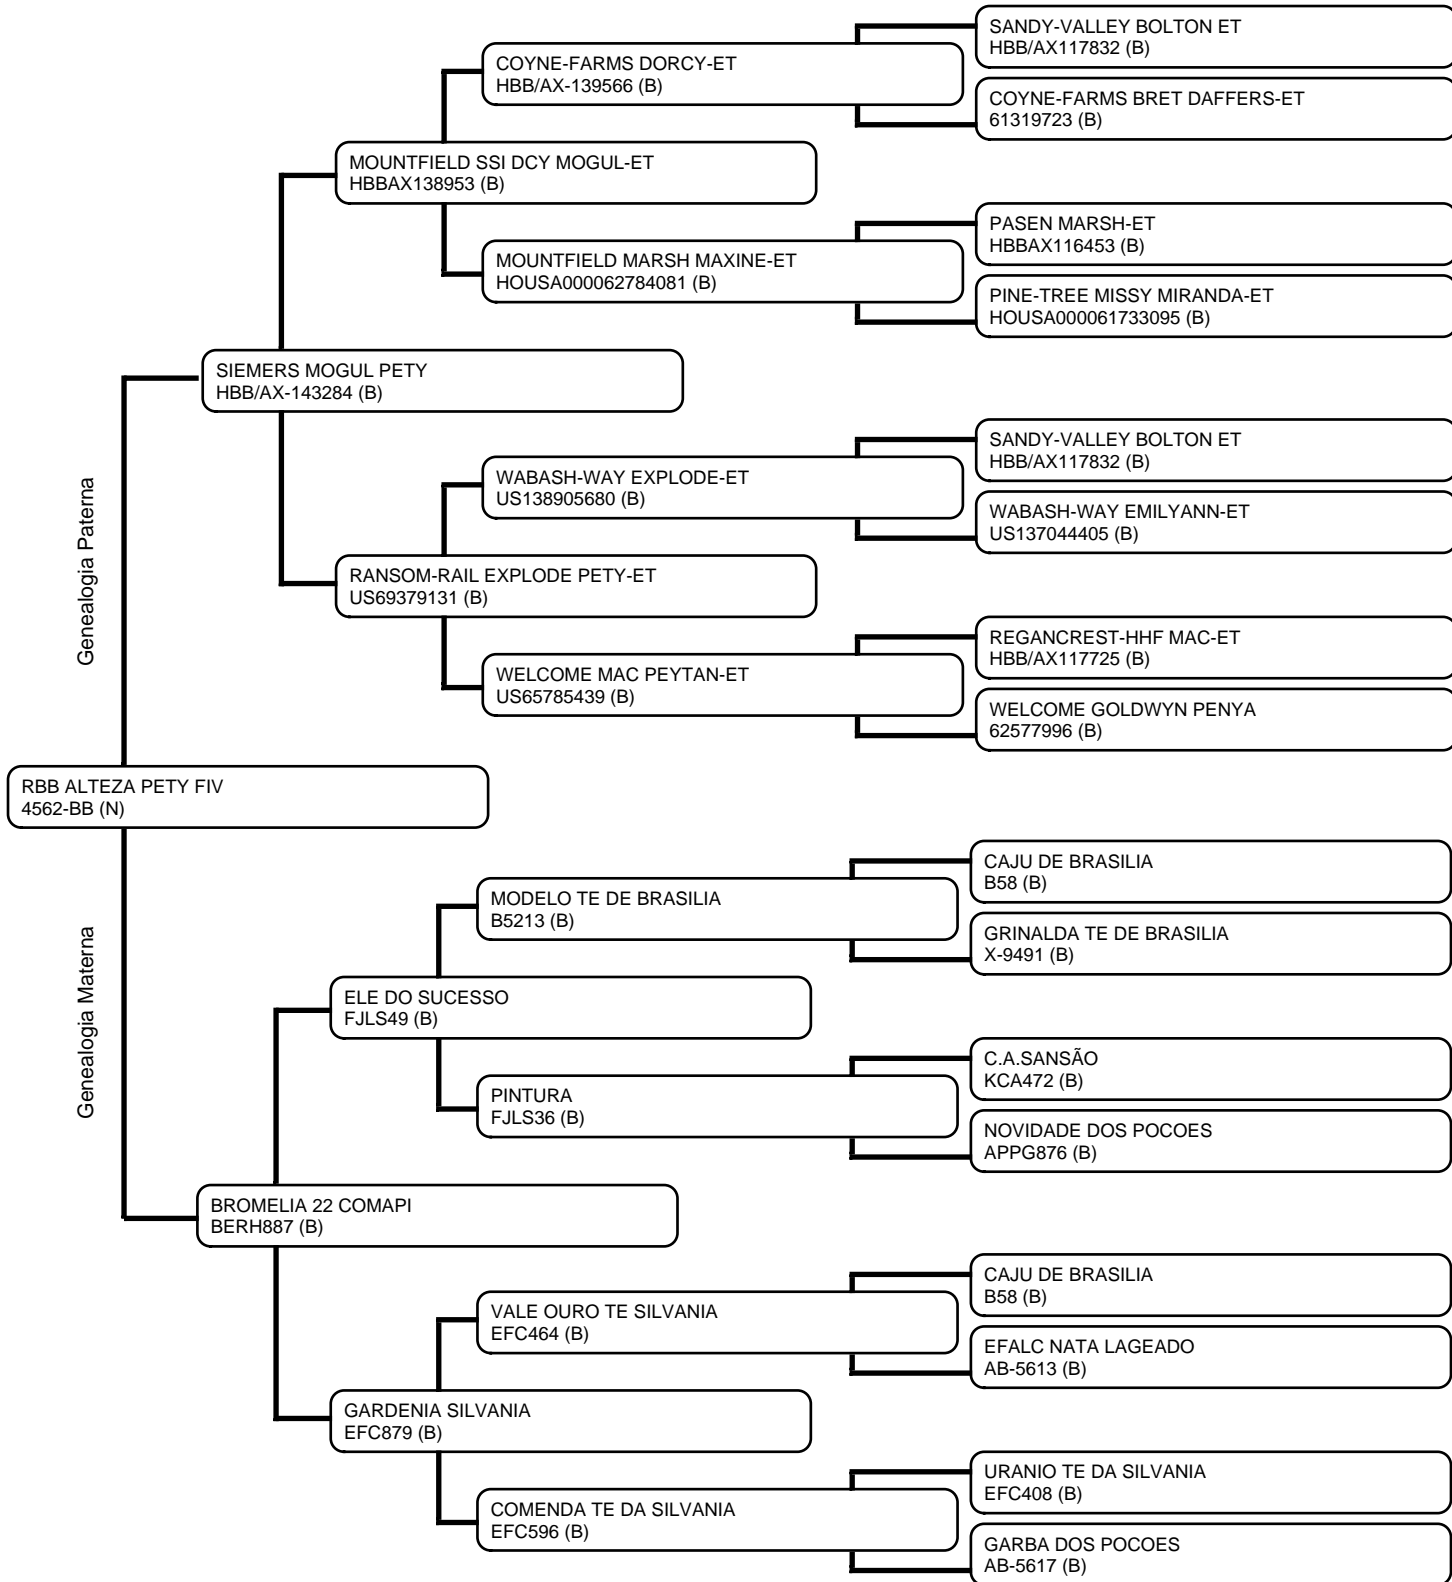 SANDY-VALLEY BOLTON ET
HBB/AX117832 (B)
COYNE-FARMS DORCY-ET
HBB/AX-139566 (B)
COYNE-FARMS BRET DAFFERS-ET
61319723 (B)
MOUNTFIELD SSI DCY MOGUL-ET
HBBAX138953 (B)
PASEN MARSH-ET
HBBAX116453 (B)
MOUNTFIELD MARSH MAXINE-ET
HOUSA000062784081 (B)
PINE-TREE MISSY MIRANDA-ET
HOUSA000061733095 (B)
SIEMERS MOGUL PETY
HBB/AX-143284 (B)
SANDY-VALLEY BOLTON ET
HBB/AX117832 (B)
WABASH-WAY EXPLODE-ET
US138905680 (B)
WABASH-WAY EMILYANN-ET
US137044405 (B)
Genealogia Paterna
RANSOM-RAIL EXPLODE PETY-ET
US69379131 (B)
REGANCREST-HHF MAC-ET
HBB/AX117725 (B)
WELCOME MAC PEYTAN-ET
US65785439 (B)
WELCOME GOLDWYN PENYA
62577996 (B)
RBB ALTEZA PETY FIV
4562-BB (N)
CAJU DE BRASILIA
B58 (B)
MODELO TE DE BRASILIA
B5213 (B)
GRINALDA TE DE BRASILIA
X-9491 (B)
Genealogia Materna
ELE DO SUCESSO
FJLS49 (B)
C.A.SANSÃO
KCA472 (B)
PINTURA
FJLS36 (B)
NOVIDADE DOS POCOES
APPG876 (B)
BROMELIA 22 COMAPI
BERH887 (B)
CAJU DE BRASILIA
B58 (B)
VALE OURO TE SILVANIA
EFC464 (B)
EFALC NATA LAGEADO
AB-5613 (B)
GARDENIA SILVANIA
EFC879 (B)
URANIO TE DA SILVANIA
EFC408 (B)
COMENDA TE DA SILVANIA
EFC596 (B)
GARBA DOS POCOES
AB-5617 (B)